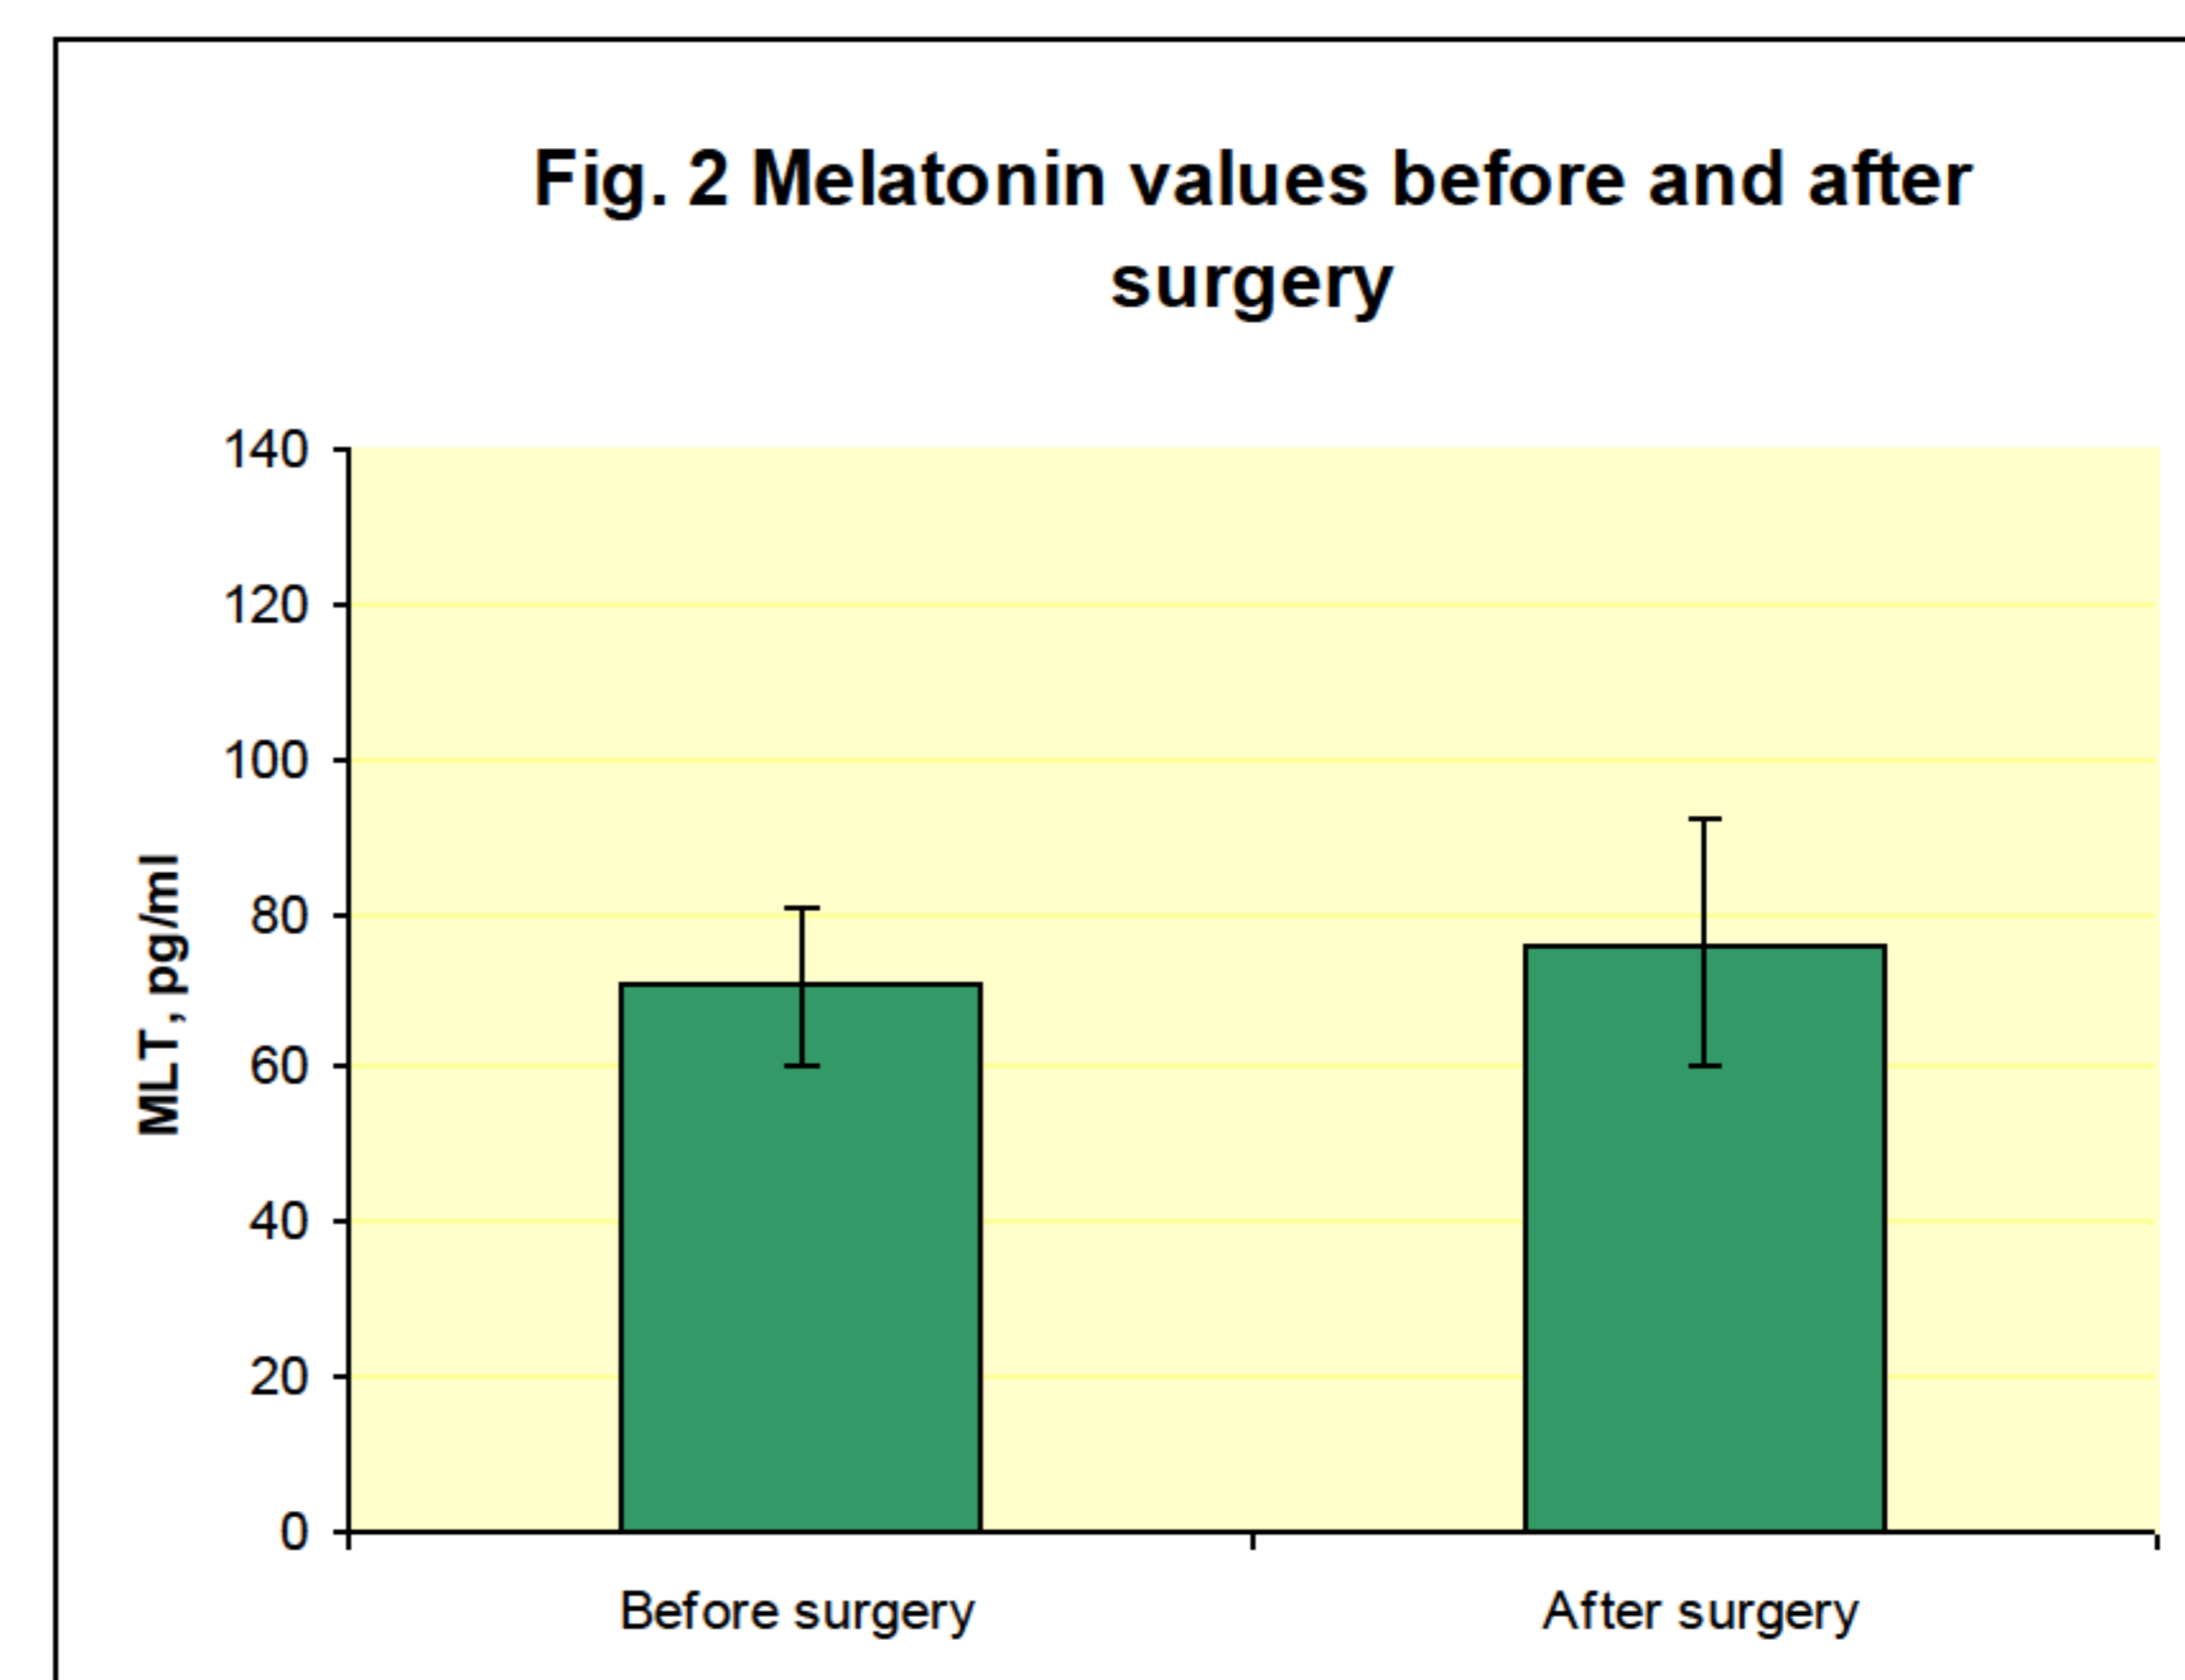 Fig. 2 Melatonin values before and after
surgery
140
120
100
80
60
40
20
0
MLT, pg/ml
Before surgery
After surgery